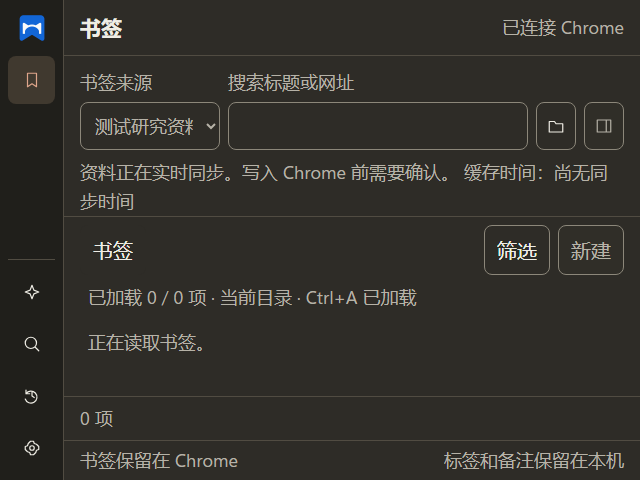 书签
已连接 Chrome
书签来源
搜索标题或网址
测试研究资料
资料正在实时同步。写入 Chrome 前需要确认。 缓存时间：尚无同
步时间
书签
筛选
新建
已加载 0 / 0 项 · 当前目录 · Ctrl+A 已加载
正在读取书签。
0 项
书签保留在 Chrome
标签和备注保留在本机